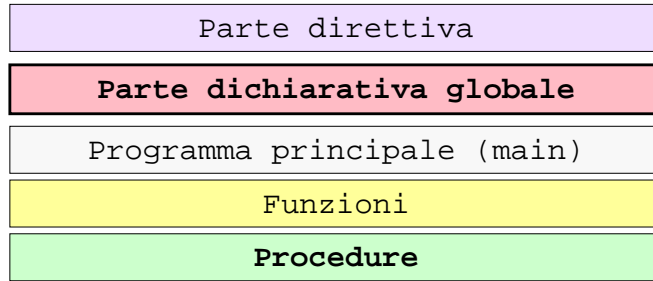 Parte direttiva
Parte dichiarativa globale
Programma principale (main)
Funzioni
Procedure